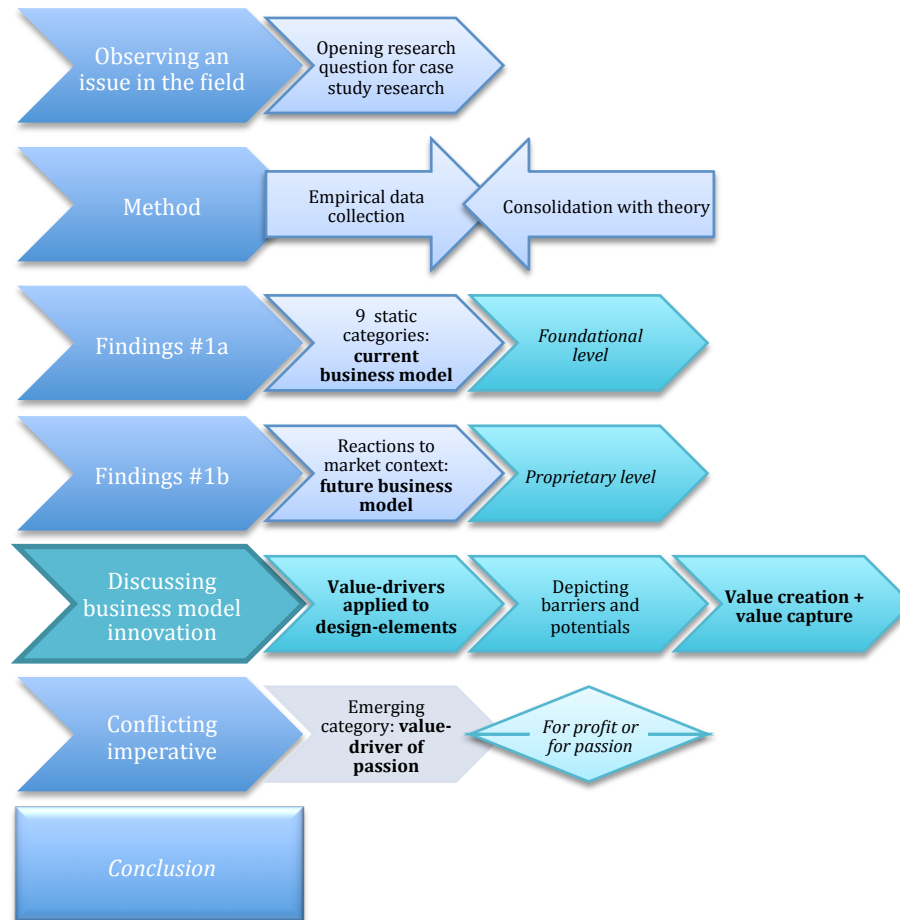 Observing an
issue in the field
Opening research
question for case
study research
Method
Empirical data
collection
Consolidation with theory
Findings #1a
9 static
categories:
current
business model
Foundational
level
Findings #1b
Reactions to
market context:
future business
model
Proprietary level
Discussing
business model
innovation
Value-drivers
applied to
design-elements
Depicting
barriers and
potentials
Value creation +
value capture
Conflicting
imperative
Emerging
category: value-
driver of
passion
For profit or
for passion
Conclusion